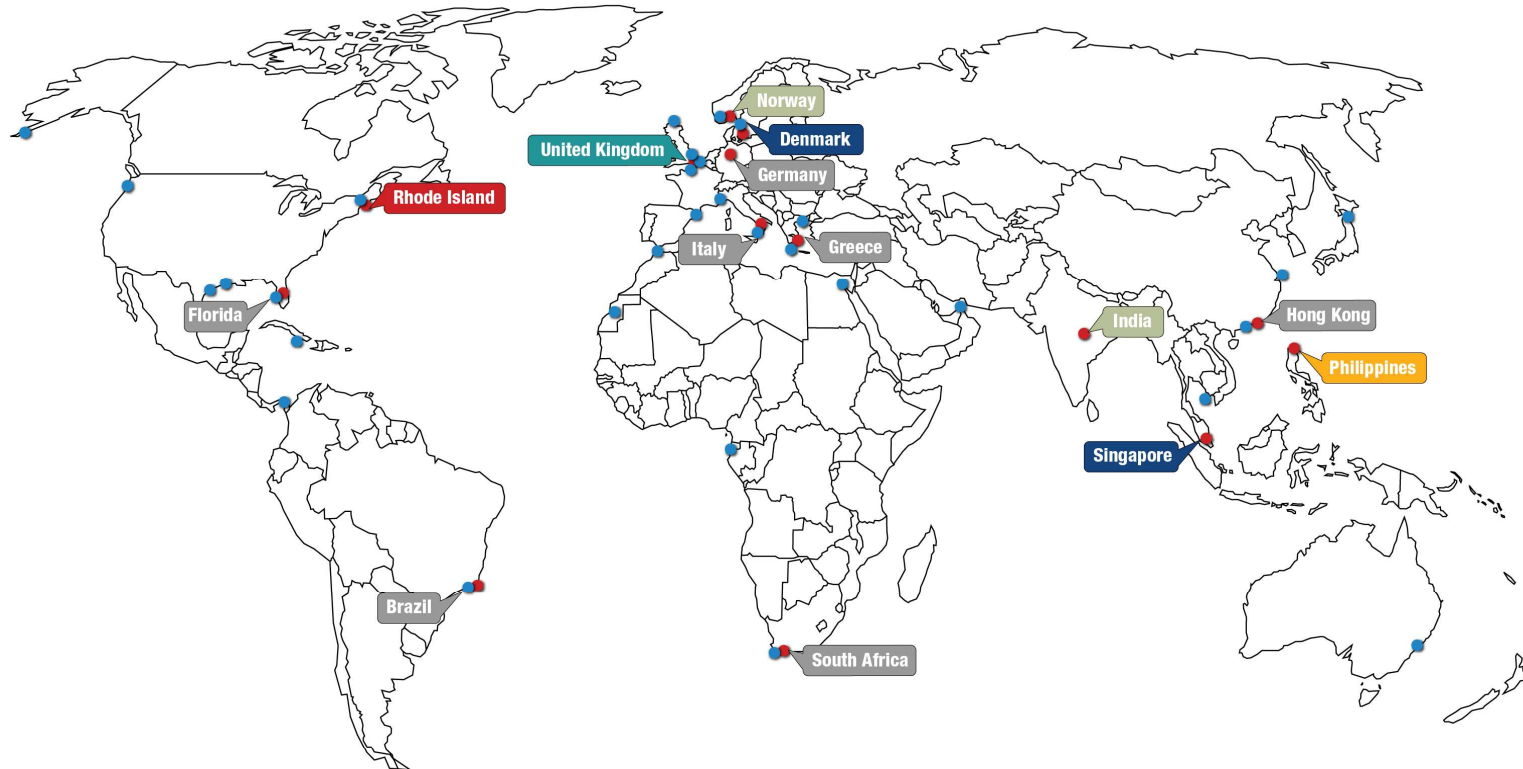 Norway
Denmark
United Kingdom
Germany
Rhode Island
Italy
Greece
Florida
India
Hong Kong
Philippines
Singapore
Brazil
South Africa